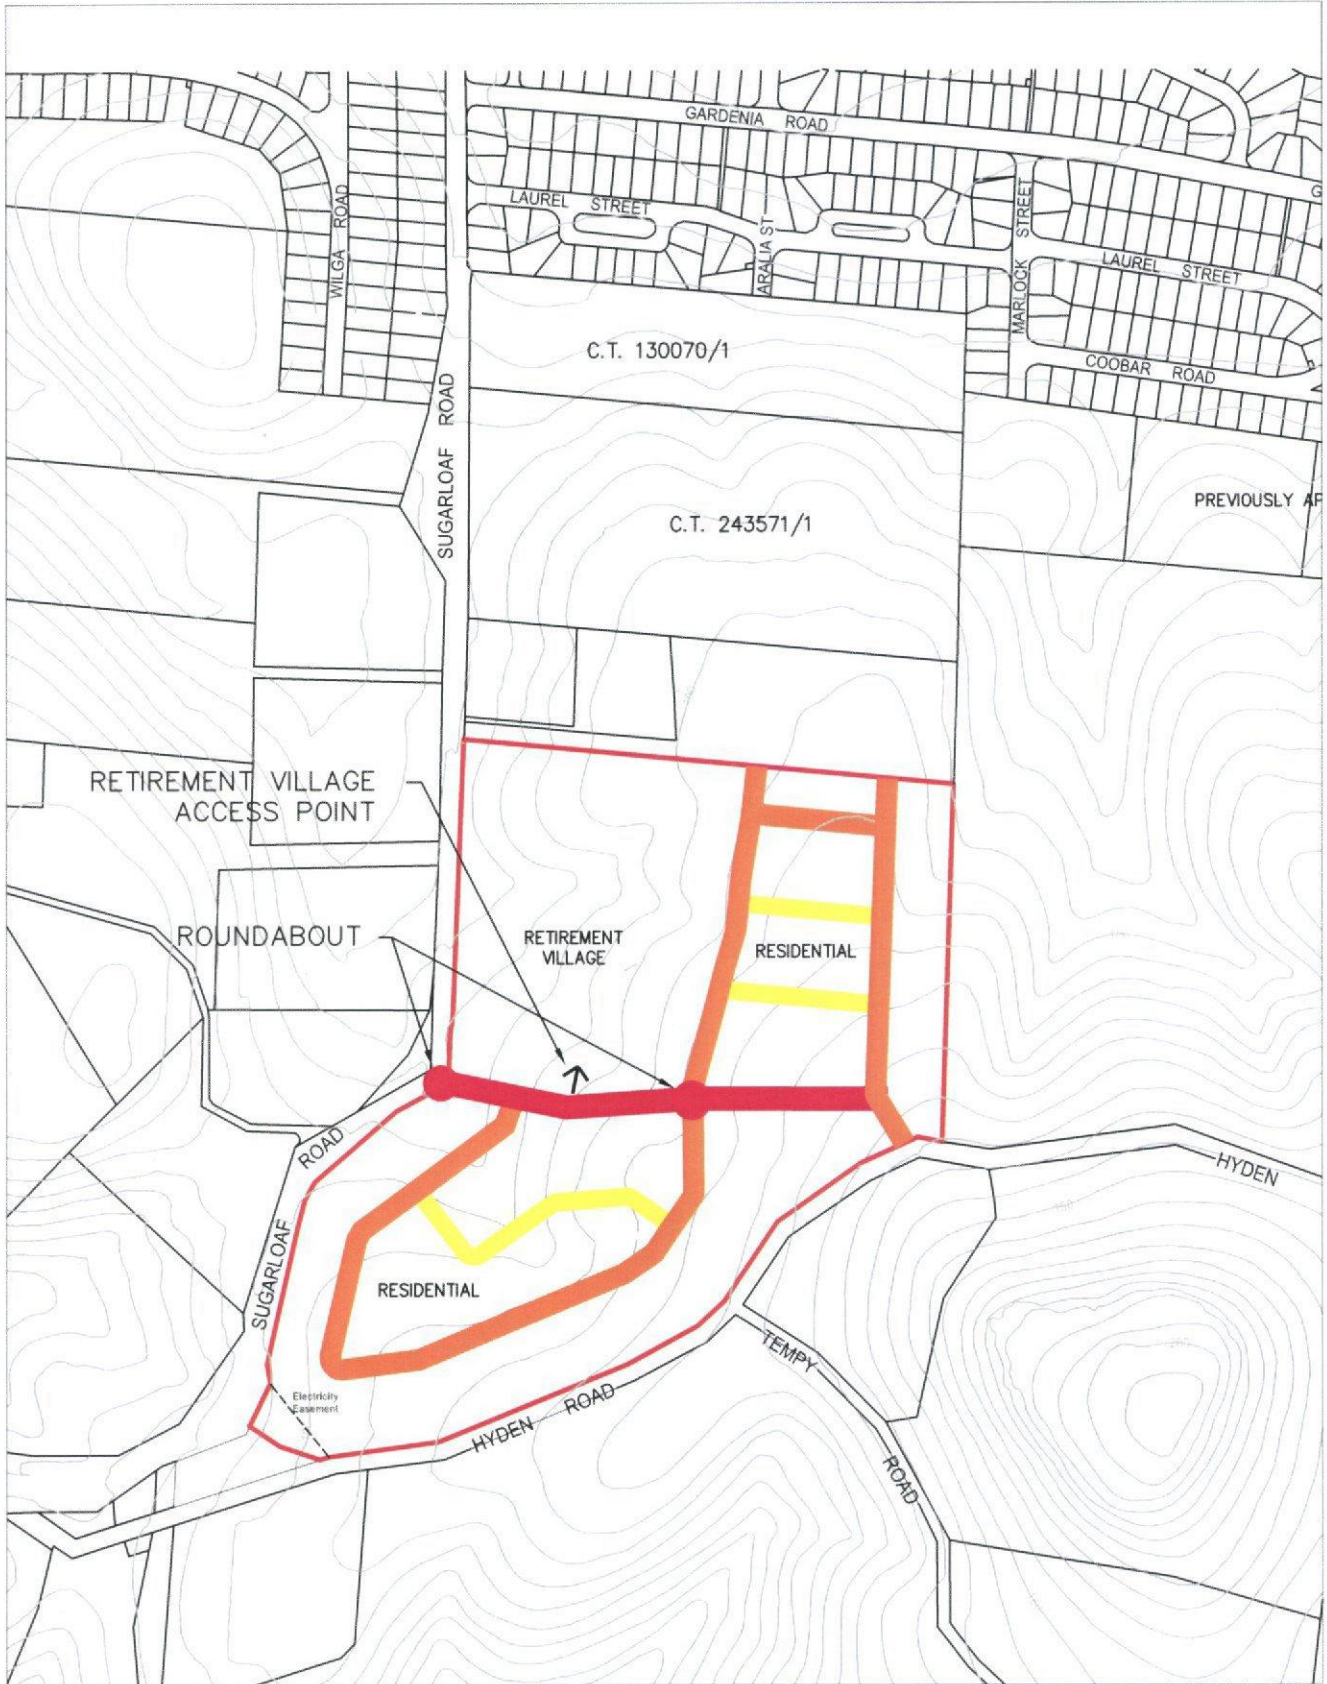 GARDENIA ROAD
G
LAUREL STREET
WILGA ROAD
ARALIA ST
MARLOCK STREET
LAUREL STREET
C.T. 130070/1
COOBAR ROAD
SUGARLOAF ROAD
C.T. 243571/1
PREVIOUSLY AP
RETIREMENT VILLAGE
ACCESS POINT
ROUNDABOUT
RETIREMENT
VILLAGE
RESIDENTIAL
ROAD
HYDEN
SUGARLOAF
RESIDENTIAL
TEMPY
Electricity
Easement
HYDEN ROAD
ROAD